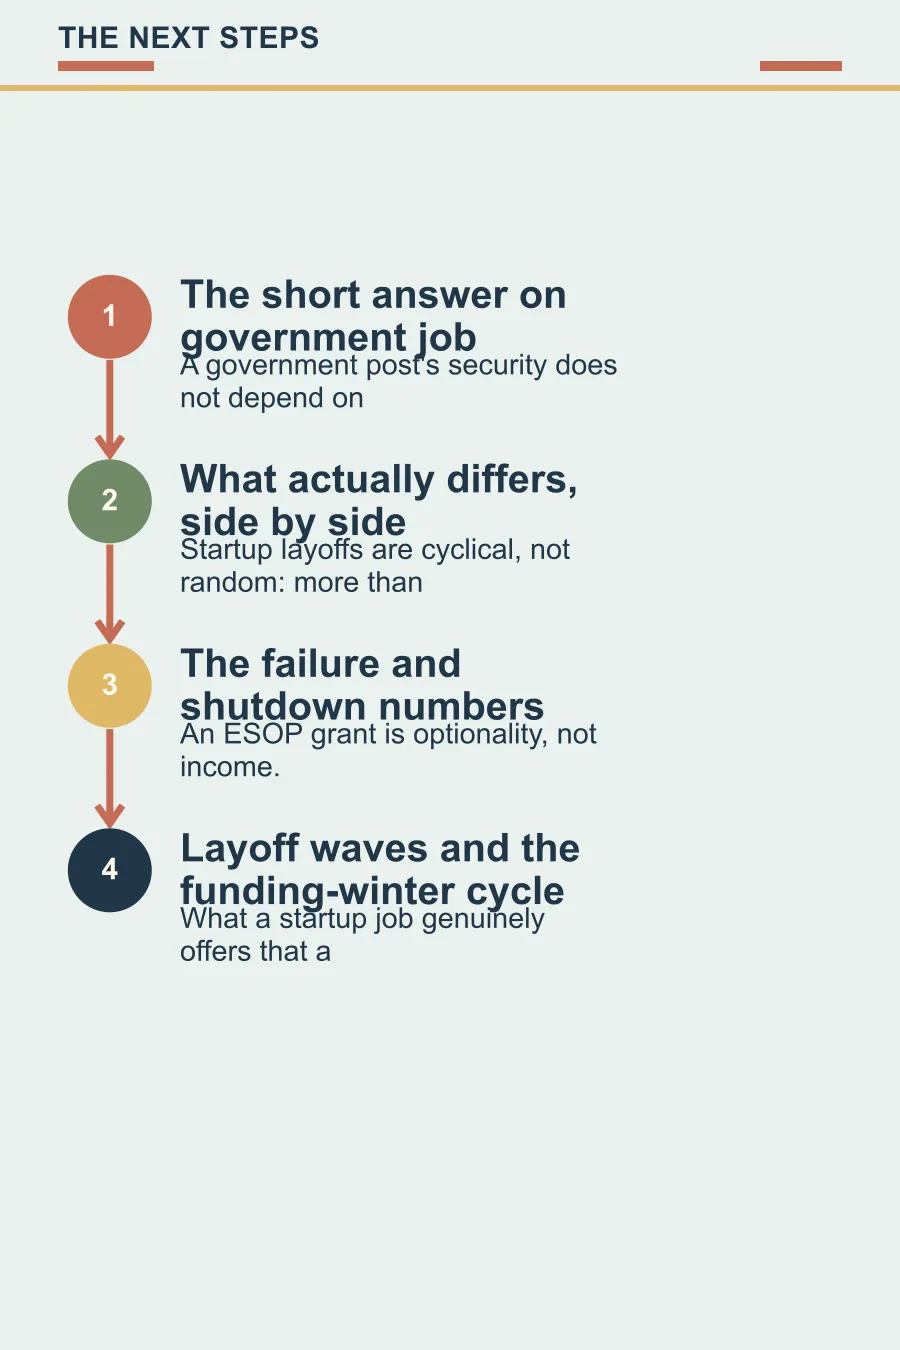 THE NEXT STEPS
1
The short answer on
government job
A government post's security does
not depend on
2
What actually differs,
side by side
Startup layoffs are cyclical, not
random: more than
3
The failure and
shutdown numbers
An ESOP grant is optionality, not
income.
4
Layoff waves and the
funding-winter cycle
What a startup job genuinely
offers that a